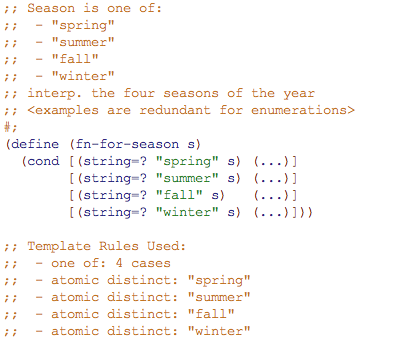 ;; Season is one of:
;;  - "spring"
;;  - "summer"
;;  - "fall"
;;  - "winter"
;; interp. the four seasons of the year
;; <examples are redundant for enumerations>
#;
(define (fn-for-season s)
  (cond [(string=? "spring" s) (...)]
        [(string=? "summer" s) (...)]
        [(string=? "fall" s)   (...)]
        [(string=? "winter" s) (...)]))
;; Template Rules Used:
;;  - one of: 4 cases
;;  - atomic distinct: "spring"
;;  - atomic distinct: "summer"
;;  - atomic distinct: "fall"
;;  - atomic distinct: "winter"